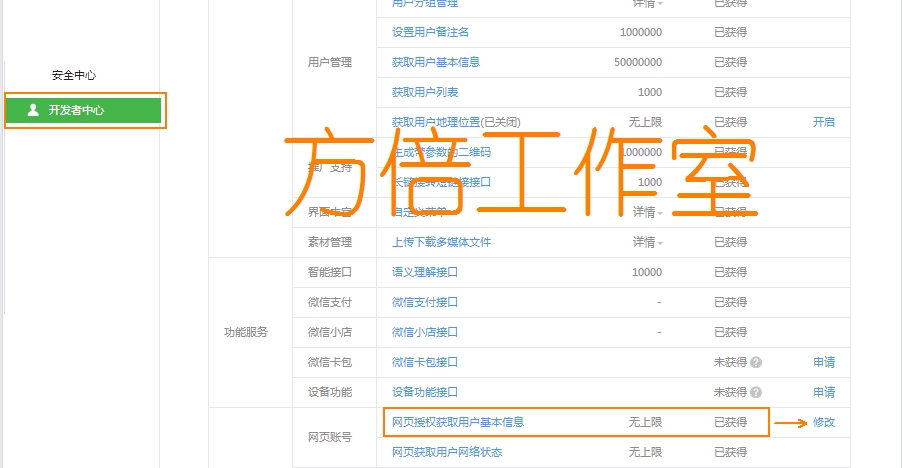 用户分组管理 详情 已获得
设置用户备注名 1000000 已获得
安全中心
开发者中心
用户管理
获取用户基本信息 50000000 已获得
获取用户列表 1000 已获得
获取用户地理位置(已关闭) 无上限 已获得 开启
方倍工作室
推广支持
生成带参数的二维码 1000000 已获得
长链接转短链接接口 1000 已获得
界面丰富 自定义菜单 详情 已获得
素材管理 上传下载多媒体文件 详情 已获得
功能服务
智能接口 语义理解接口 10000 已获得
微信支付 微信支付接口 - 已获得
微信小店 微信小店接口 - 已获得
微信卡包 微信卡包接口 未获得 ? 申请
设备功能 设备功能接口 未获得 ? 申请
网页账号
网页授权获取用户基本信息 无上限 已获得 修改
网页获取用户网络状态 无上限 已获得